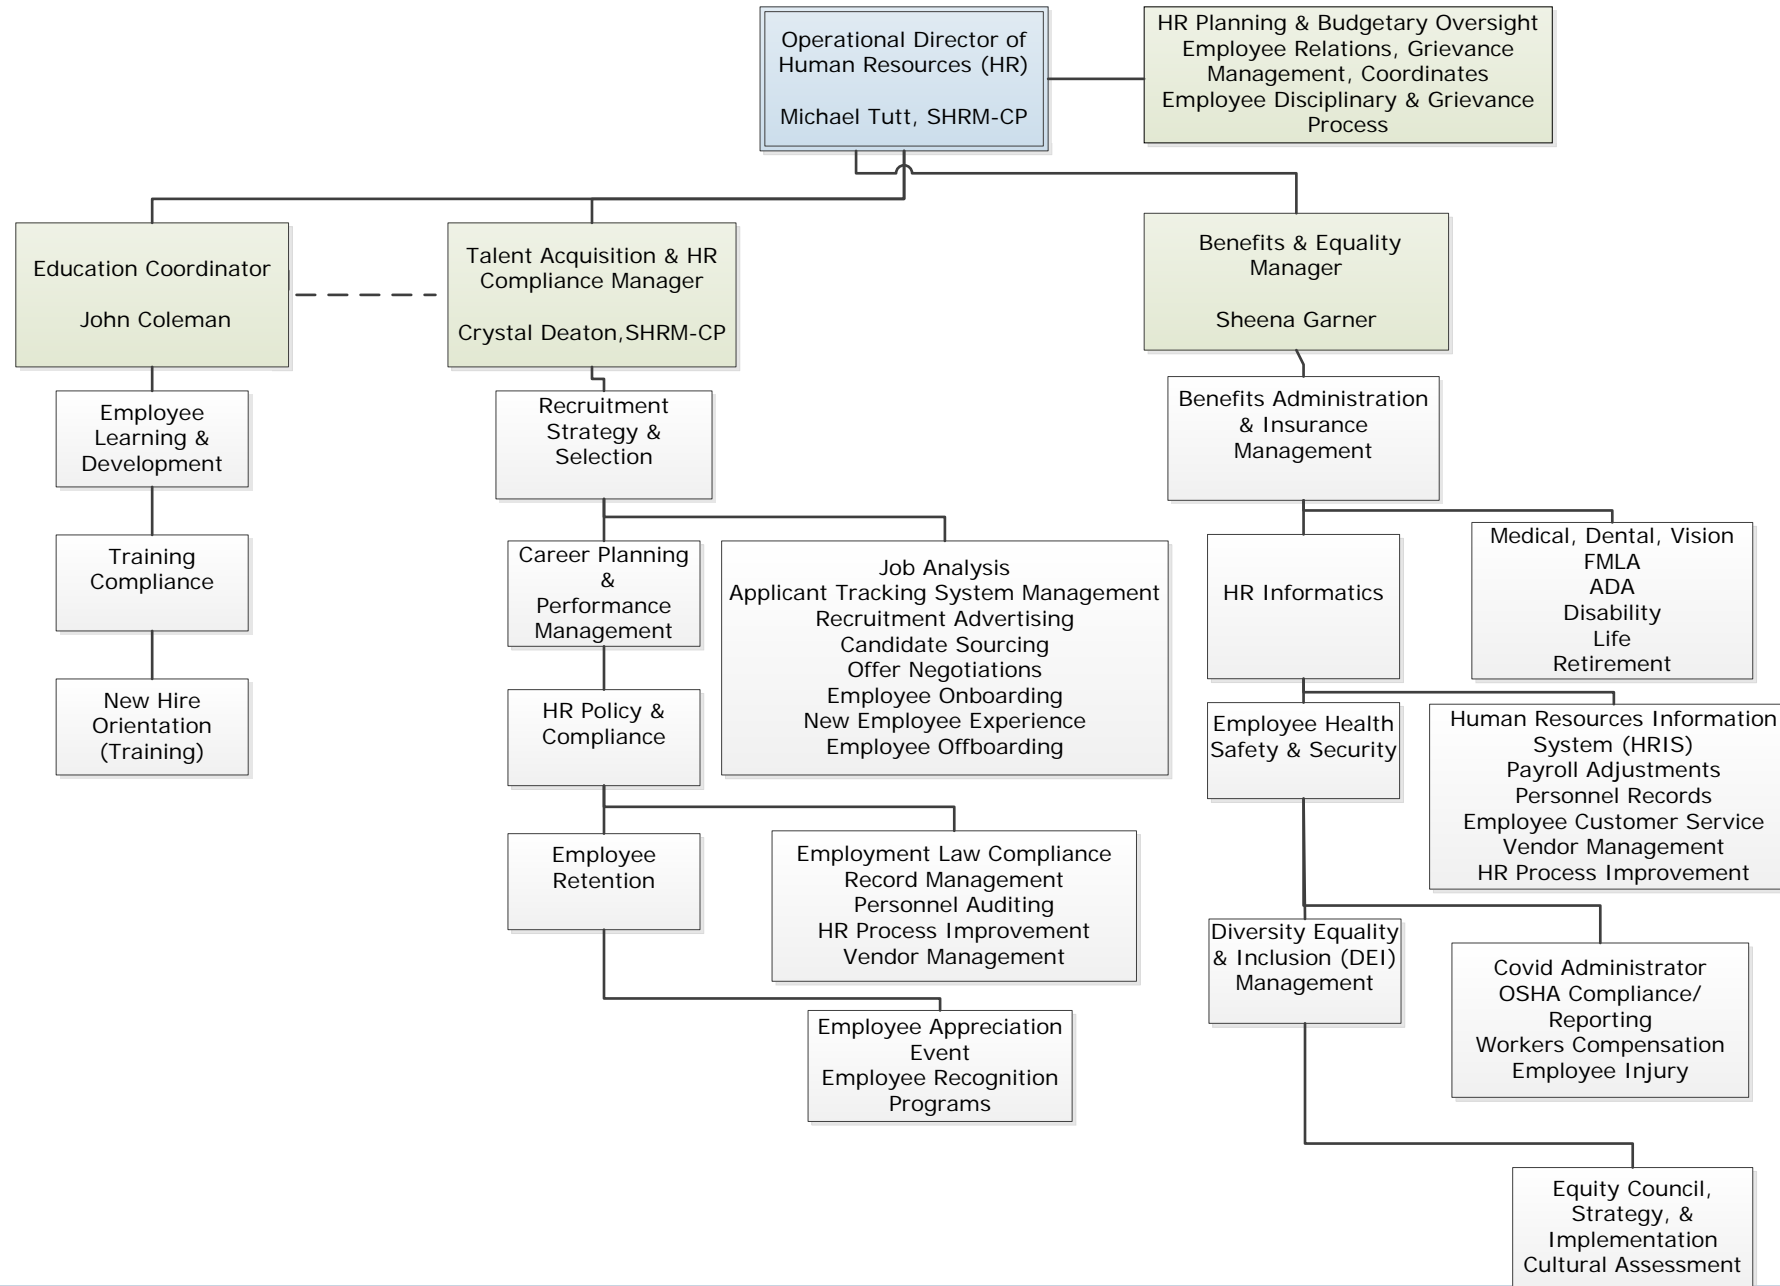 Operational Director of
Human Resources (HR)
Michael Tutt, SHRM-CP
HR Planning & Budgetary Oversight
Employee Relations, Grievance
Management, Coordinates
Employee Disciplinary & Grievance
Process
Education Coordinator
John Coleman
Talent Acquisition & HR
Compliance Manager
Crystal Deaton,SHRM-CP
Benefits & Equality
Manager
Sheena Garner
Employee
Learning &
Development
Training
Compliance
New Hire
Orientation
(Training)
Recruitment
Strategy &
Selection
Career Planning
&
Performance
Management
Job Analysis
Applicant Tracking System Management
Recruitment Advertising
Candidate Sourcing
Offer Negotiations
Employee Onboarding
New Employee Experience
Employee Offboarding
HR Policy &
Compliance
Employee
Retention
Employment Law Compliance
Record Management
Personnel Auditing
HR Process Improvement
Vendor Management
Employee Appreciation
Event
Employee Recognition
Programs
Benefits Administration
& Insurance
Management
HR Informatics
Medical, Dental, Vision
FMLA
ADA
Disability
Life
Retirement
Employee Health
Safety & Security
Human Resources Information
System (HRIS)
Payroll Adjustments
Personnel Records
Employee Customer Service
Vendor Management
HR Process Improvement
Diversity Equality
& Inclusion (DEI)
Management
Covid Administrator
OSHA Compliance/
Reporting
Workers Compensation
Employee Injury
Equity Council,
Strategy, &
Implementation
Cultural Assessment